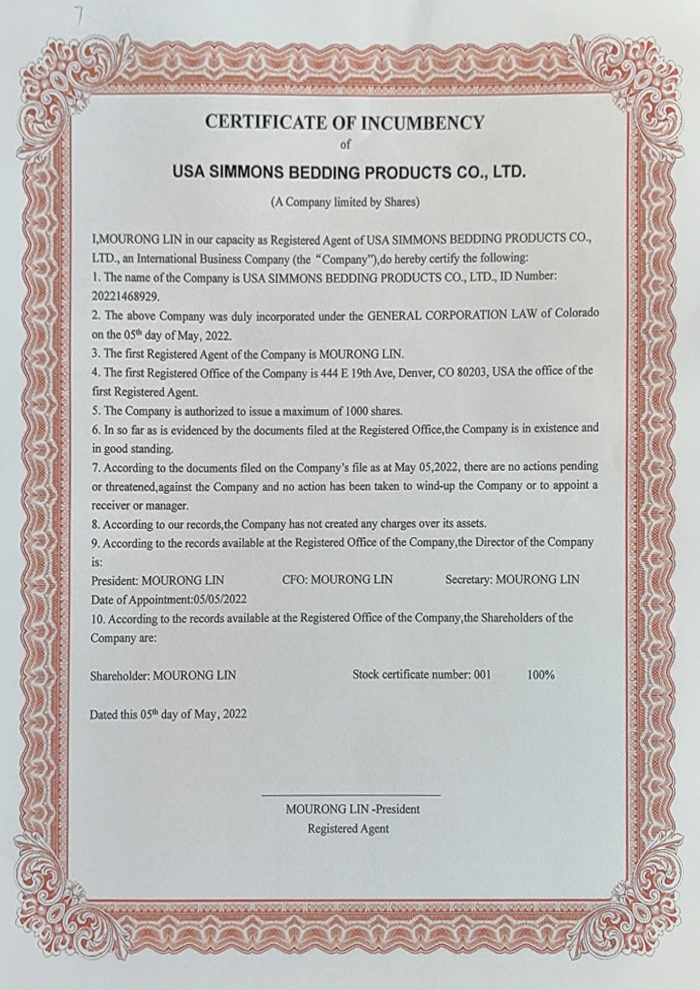 7
CERTIFICATE OF INCUMBENCY
of
USA SIMMONS BEDDING PRODUCTS CO., LTD.
(A Company limited by Shares)
I,MOURONG LIN in our capacity as Registered Agent of USA SIMMONS BEDDING PRODUCTS CO.,
LTD., an International Business Company (the “Company”),do hereby certify the following:
1. The name of the Company is USA SIMMONS BEDDING PRODUCTS CO., LTD., ID Number:
20221468929.
2. The above Company was duly incorporated under the GENERAL CORPORATION LAW of Colorado
on the 05th day of May, 2022.
3. The first Registered Agent of the Company is MOURONG LIN.
4. The first Registered Office of the Company is 444 E 19th Ave, Denver, CO 80203, USA the office of the
first Registered Agent.
5. The Company is authorized to issue a maximum of 1000 shares.
6. In so far as is evidenced by the documents filed at the Registered Office,the Company is in existence and
in good standing.
7. According to the documents filed on the Company's file as at May 05,2022, there are no actions pending
or threatened,against the Company and no action has been taken to wind-up the Company or to appoint a
receiver or manager.
8. According to our records,the Company has not created any charges over its assets.
9. According to the records available at the Registered Office of the Company,the Director of the Company
is:
President: MOURONG LIN CFO: MOURONG LIN Secretary: MOURONG LIN
Date of Appointment:05/05/2022
10. According to the records available at the Registered Office of the Company,the Shareholders of the
Company are:
Shareholder: MOURONG LIN Stock certificate number: 001 100%
Dated this 05th day of May, 2022
MOURONG LIN -President
Registered Agent